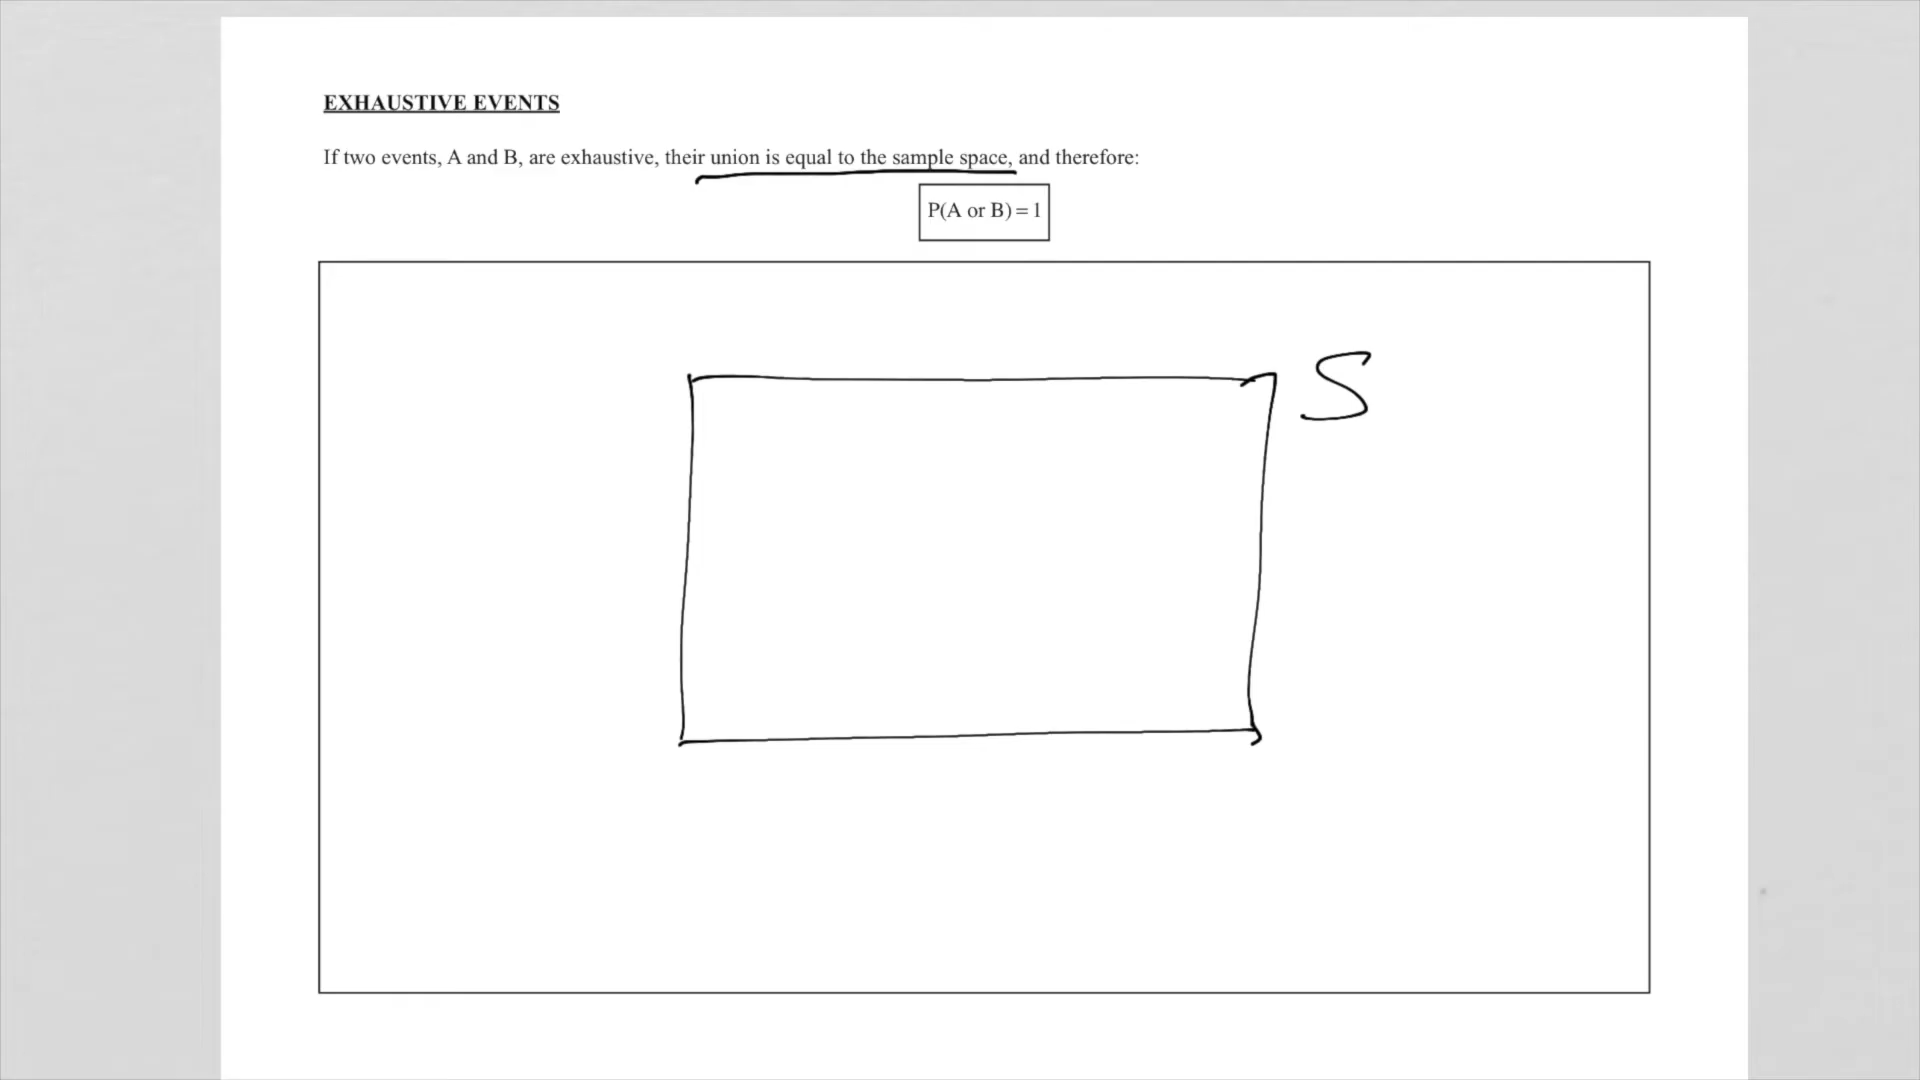 EXHAUSTIVE EVENTS
If two events, A and B, are exhaustive, their union is equal to the sample space, and therefore:
P(A or B) = 1
S